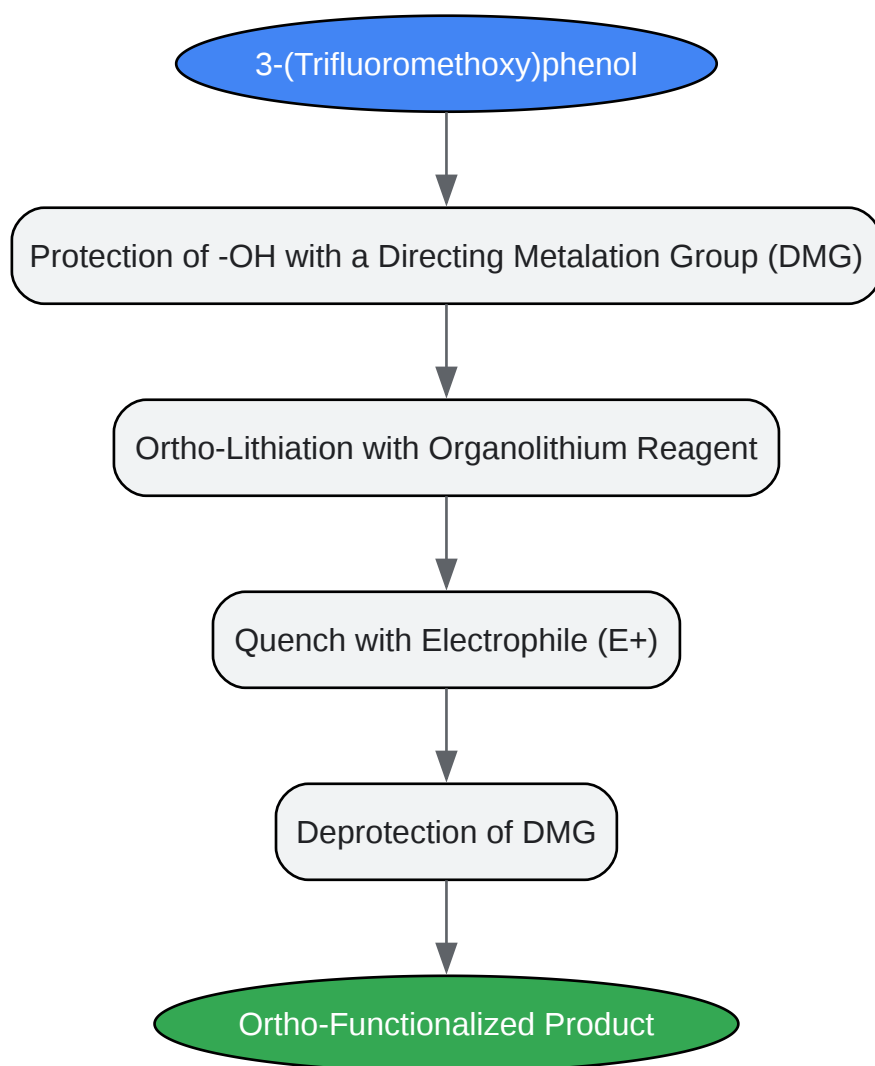 3-(Trifluoromethoxy)phenol
Protection of -OH with a Directing Metalation Group (DMG)
Ortho-Lithiation with Organolithium Reagent
Quench with Electrophile (E+)
Deprotection of DMG
Ortho-Functionalized Product